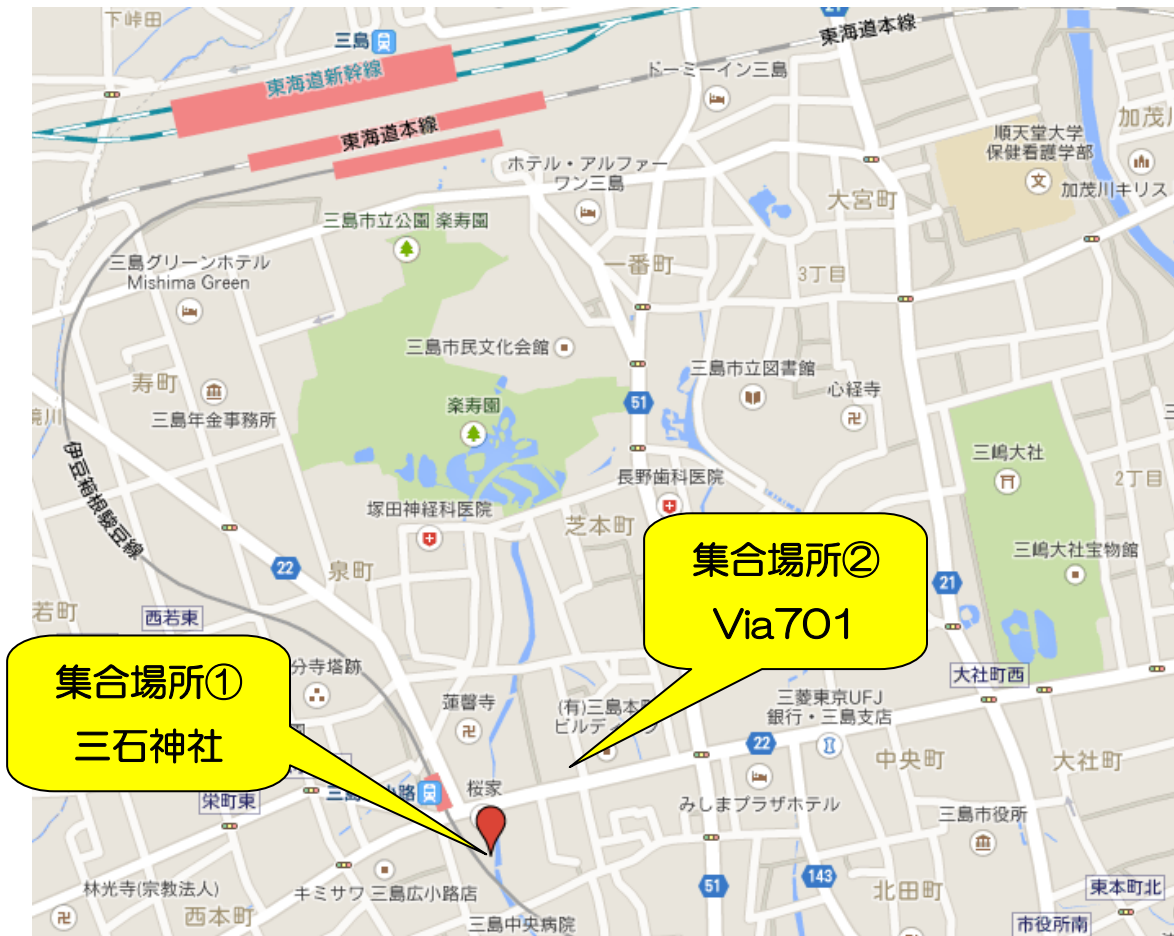 下峠田
三島
東海道新幹線
東海道本線
21
東海道本線
ドーミーイン三島
加茂川
順天堂大学
保健看護学部
加茂川キリス
ホテル・アルファー
ワン三島
大宮町
三島市立公園 楽寿園
三島グリーンホテル
Mishima Green
一番町
3丁目
三島市民文化会館
三島市立図書館
寿町
三島年金事務所
楽寿園
51
心経寺
境川
伊豆箱根駿豆線
三嶋大社
2丁目
長野歯科医院
塚田神経科医院
芝本町
三嶋大社宝物館
22
泉町
21
若町
西若東
集合場所②
Via701
集合場所①
三石神社
分寺塔跡
蓮馨寺
(有)三島本町
ビルディング
三菱東京UFJ
銀行・三島支店
大社町西
22
中央町
大社町
栄町東
三島
小路
桜家
みしまプラザホテル
三島市役所
林光寺(宗教法人)
キミサワ 三島広小路店
西本町
三島中央病院
51
143
北田町
東本町北
市役所南